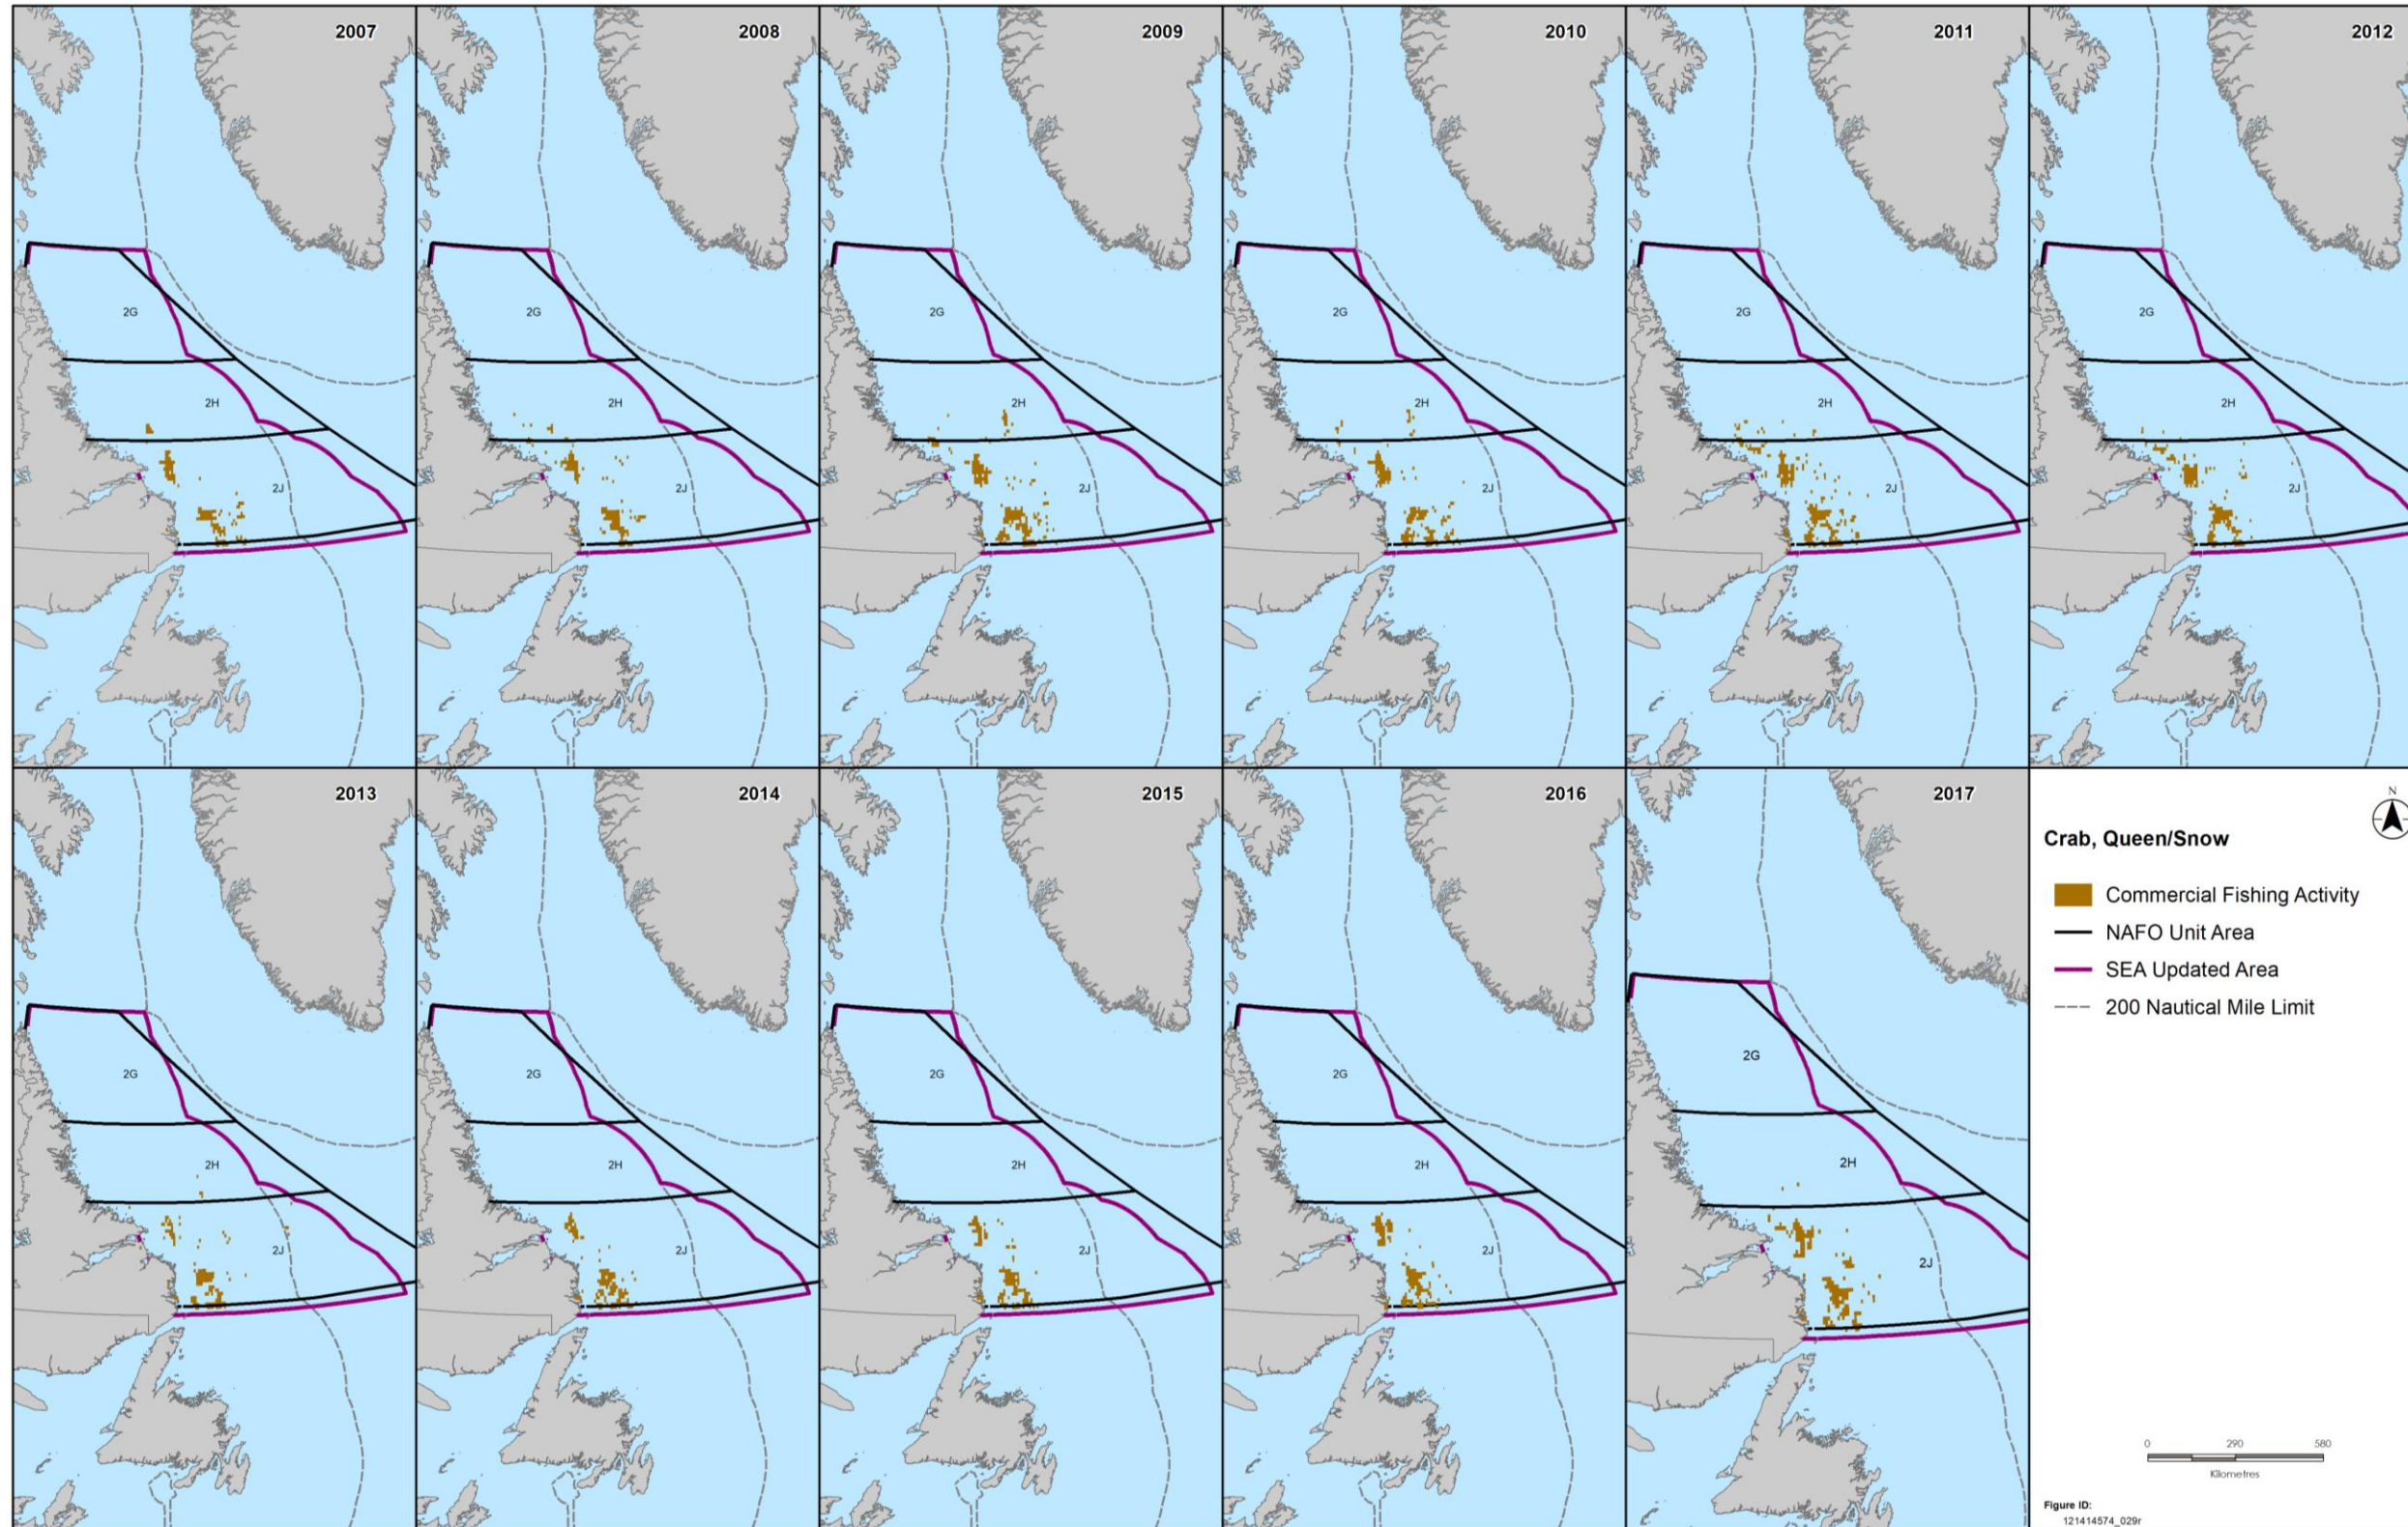 2007
2G
2H
2J
2008
2G
2H
2J
2009
2G
2H
2J
2010
2G
2H
2J
2011
2G
2H
2J
2012
2G
2H
2J
2013
2G
2H
2J
2014
2G
2H
2J
2015
2G
2H
2J
2016
2G
2H
2J
2017
2G
2H
2J
N
Crab, Queen/Snow
Commercial Fishing Activity
NAFO Unit Area
SEA Updated Area
200 Nautical Mile Limit
0 290 580
Kilometres
Figure ID:
121414574_029r